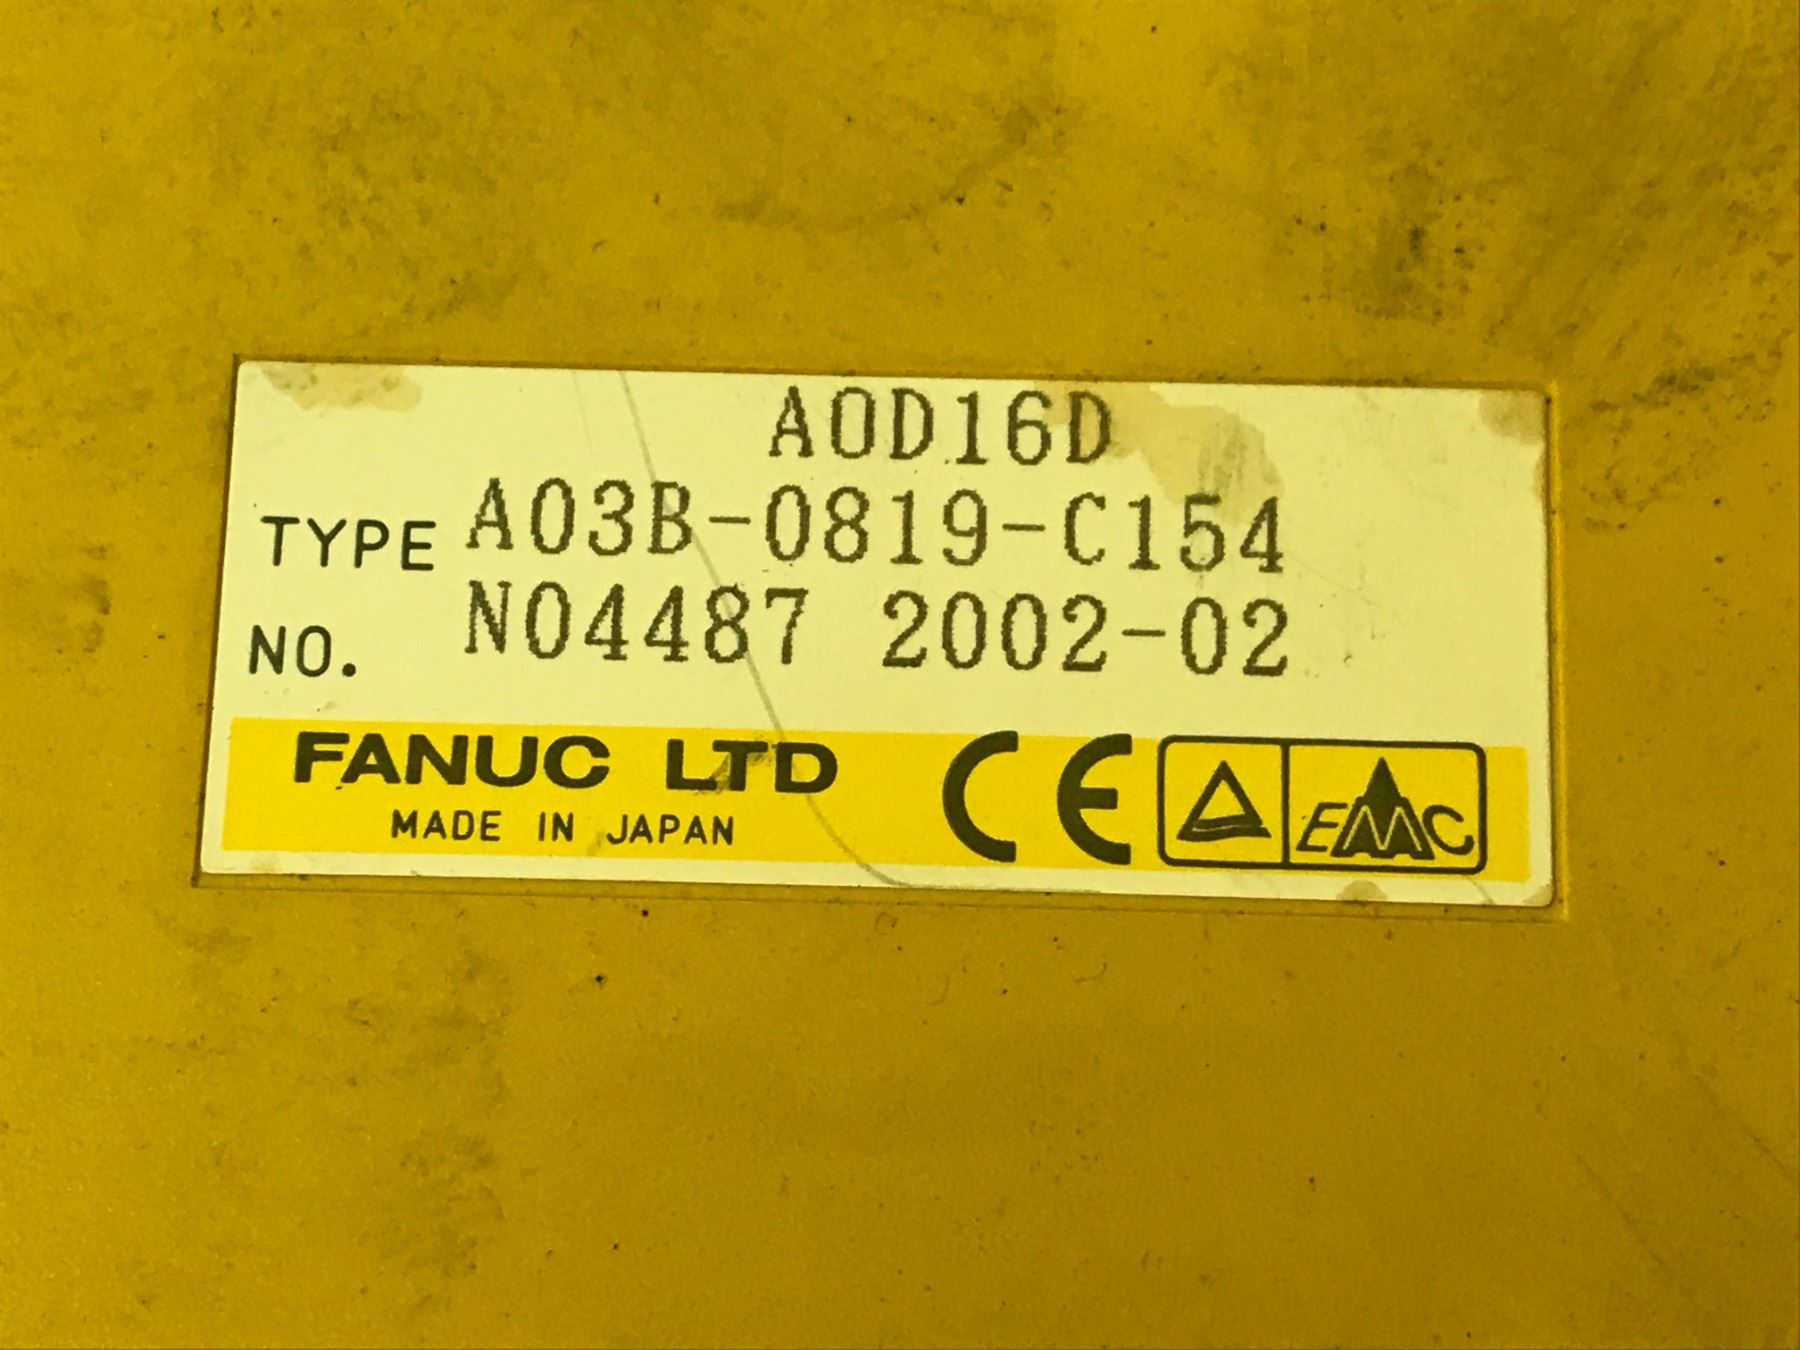 AOD16D
TYPE A03B-0819-C154
NO. N04487 2002-02
FANUC LTD
MADE IN JAPAN
CE
EMC